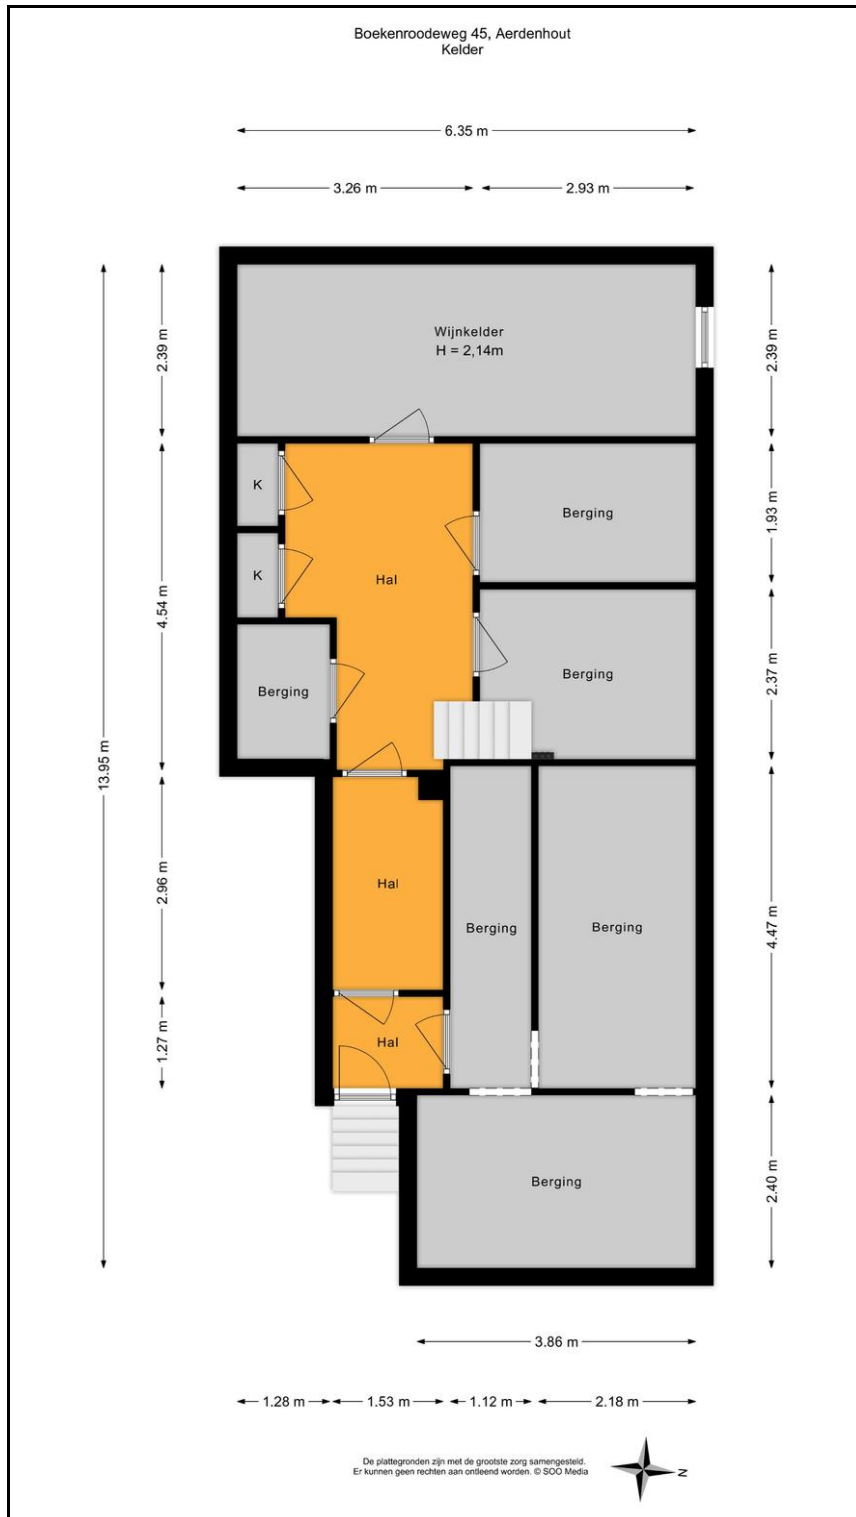 Boekenroodeweg 45, Aerdenhout
Kelder
6.35 m
3.26 m
2.93 m
2.39 m
Wijnkelder
H = 2,14m
2.39 m
K
Berging
1.93 m
K
Hal
4.54 m
Berging
Berging
2.37 m
13.95 m
2.96 m
Hal
Berging
Berging
4.47 m
1.27 m
Hal
Berging
2.40 m
3.86 m
1.28 m
1.53 m
1.12 m
2.18 m
De plattegronden zijn met de grootste zorg samengesteld.
Er kunnen geen rechten aan ontleend worden. © SOO Media
N